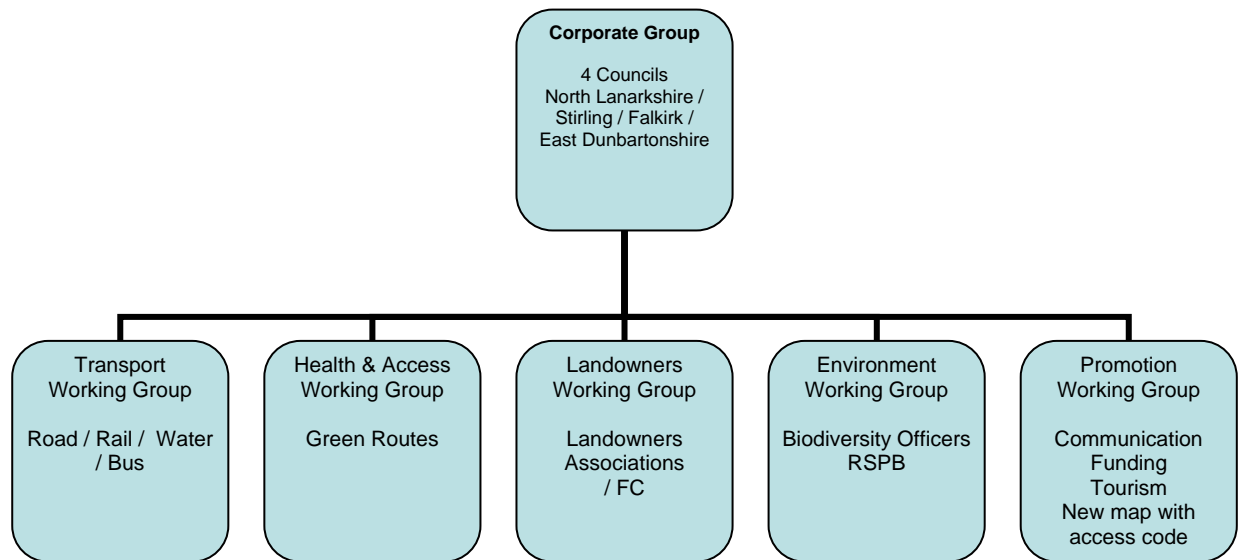 Corporate Group
4 Councils
North Lanarkshire /
Stirling / Falkirk /
East Dunbartonshire
Transport
Working Group
Road / Rail / Water
/ Bus
Health & Access
Working Group
Green Routes
Landowners
Working Group
Landowners
Associations
/ FC
Environment
Working Group
Biodiversity Officers
RSPB
Promotion
Working Group
Communication
Funding
Tourism
New map with
access code